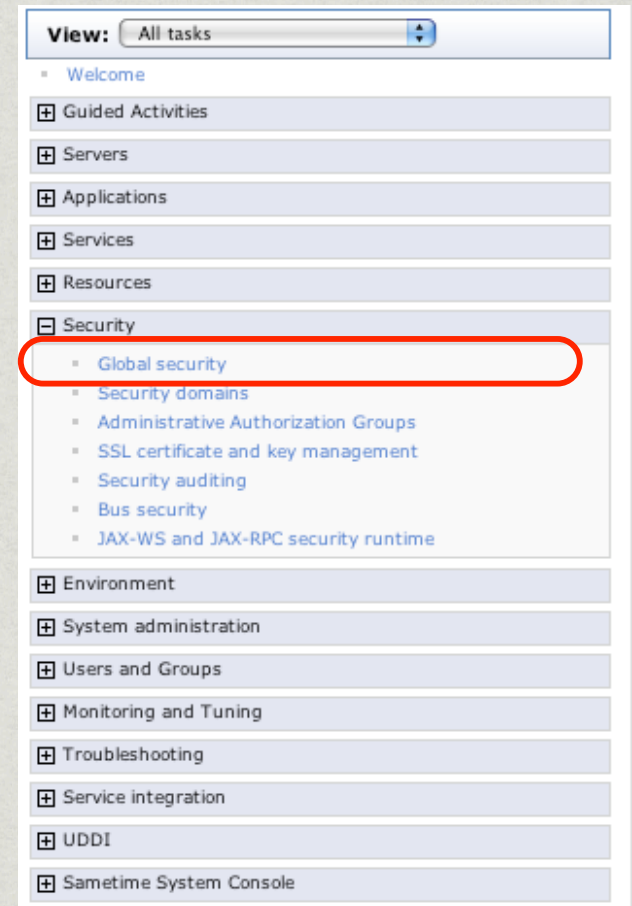 View: All tasks
Welcome
Guided Activities
Servers
Applications
Services
Resources
Security
Global security
Security domains
Administrative Authorization Groups
SSL certificate and key management
Security auditing
Bus security
JAX-WS and JAX-RPC security runtime
Environment
System administration
Users and Groups
Monitoring and Tuning
Troubleshooting
Service integration
UDDI
Sametime System Console